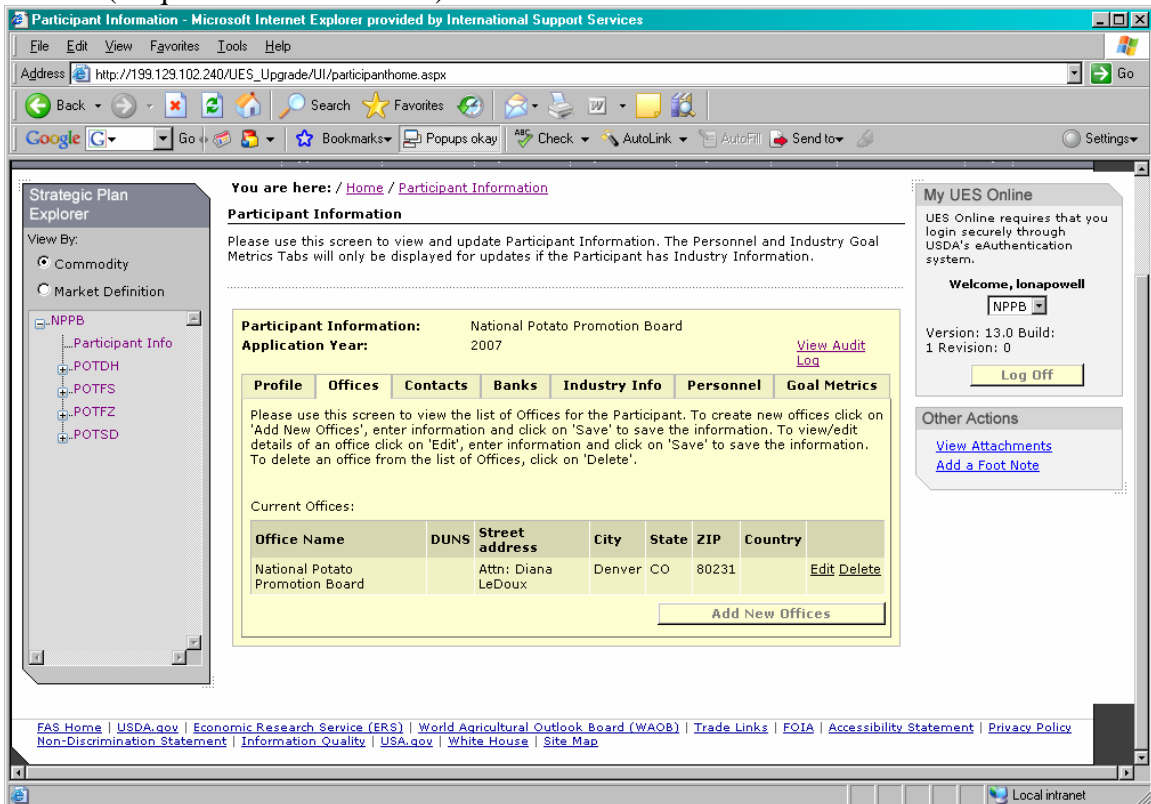 Participant Information - Microsoft Internet Explorer provided by International Support Services
File Edit View Favorites Tools Help
Address http://199.129.102.240/UES_Upgrade/UI/participanthome.aspx Go
Back Search Favorites
Google G Go Bookmarks Popups okay ABC Check AutoLink AutoFill Send to Settings
Strategic Plan
Explorer
View By:
Commodity
Market Definition
NPPB
Participant Info
POTDH
POTFS
POTFZ
POTSD
You are here: / Home / Participant Information
Participant Information
Please use this screen to view and update Participant Information. The Personnel and Industry Goal
Metrics Tabs will only be displayed for updates if the Participant has Industry Information.
Participant Information: National Potato Promotion Board
Application Year: 2007
View Audit
Log
Profile Offices Contacts Banks Industry Info Personnel Goal Metrics
Please use this screen to view the list of Offices for the Participant. To create new offices click on
'Add New Offices', enter information and click on 'Save' to save the information. To view/edit
details of an office click on 'Edit', enter information and click on 'Save' to save the information.
To delete an office from the list of Offices, click on 'Delete'.
Current Offices:
Office Name DUNS Street address City State ZIP Country
National Potato Promotion Board Attn: Diana LeDoux Denver CO 80231 Edit Delete
Add New Offices
My UES Online
UES Online requires that you
login securely through
USDA's eAuthentication
system.
Welcome, lonapowell
NPPB
Version: 13.0 Build:
1 Revision: 0
Log Off
Other Actions
View Attachments
Add a Foot Note
FAS Home | USDA.gov | Economic Research Service (ERS) | World Agricultural Outlook Board (WAOB) | Trade Links | FOIA | Accessibility Statement | Privacy Policy
Non-Discrimination Statement | Information Quality | USA.gov | White House | Site Map
Local intranet